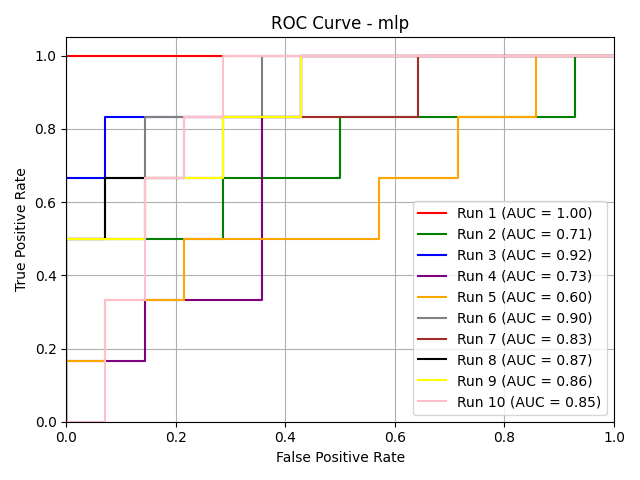 ROC Curve - mlp
True Positive Rate
1.0
0.8
0.6
0.4
0.2
0.0
0.0 0.2 0.4 0.6 0.8 1.0
False Positive Rate
Run 1 (AUC = 1.00)
Run 2 (AUC = 0.71)
Run 3 (AUC = 0.92)
Run 4 (AUC = 0.73)
Run 5 (AUC = 0.60)
Run 6 (AUC = 0.90)
Run 7 (AUC = 0.83)
Run 8 (AUC = 0.87)
Run 9 (AUC = 0.86)
Run 10 (AUC = 0.85)